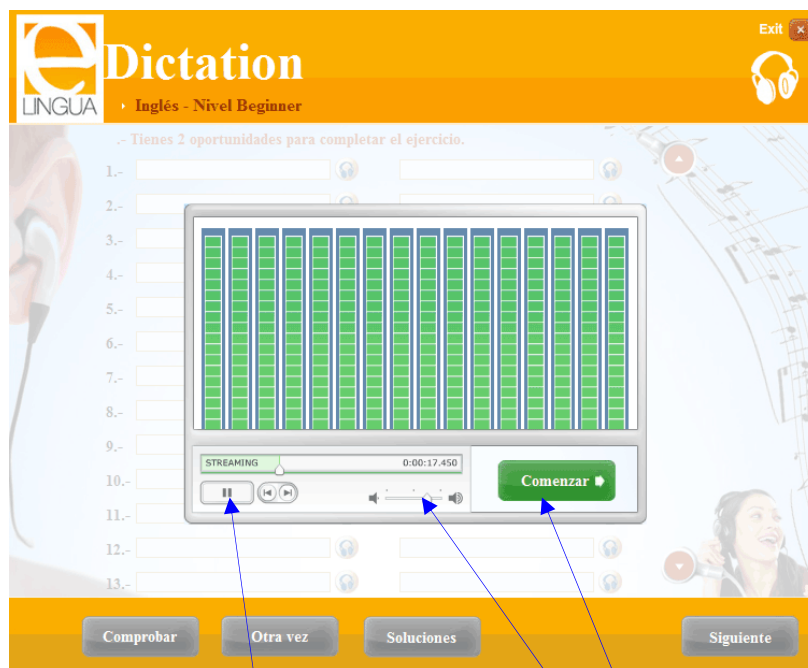 Exit
e
LINGUA
Dictation
Inglés - Nivel Beginner
.- Tienes 2 oportunidades para completar el ejercicio.
1.-
2.-
3.-
4.-
5.-
6.-
7.-
8.-
9.-
10.-
11.-
12.-
13.-
STREAMING 0:00:17.450
Comenzar
Comprobar Otra vez Soluciones Siguiente